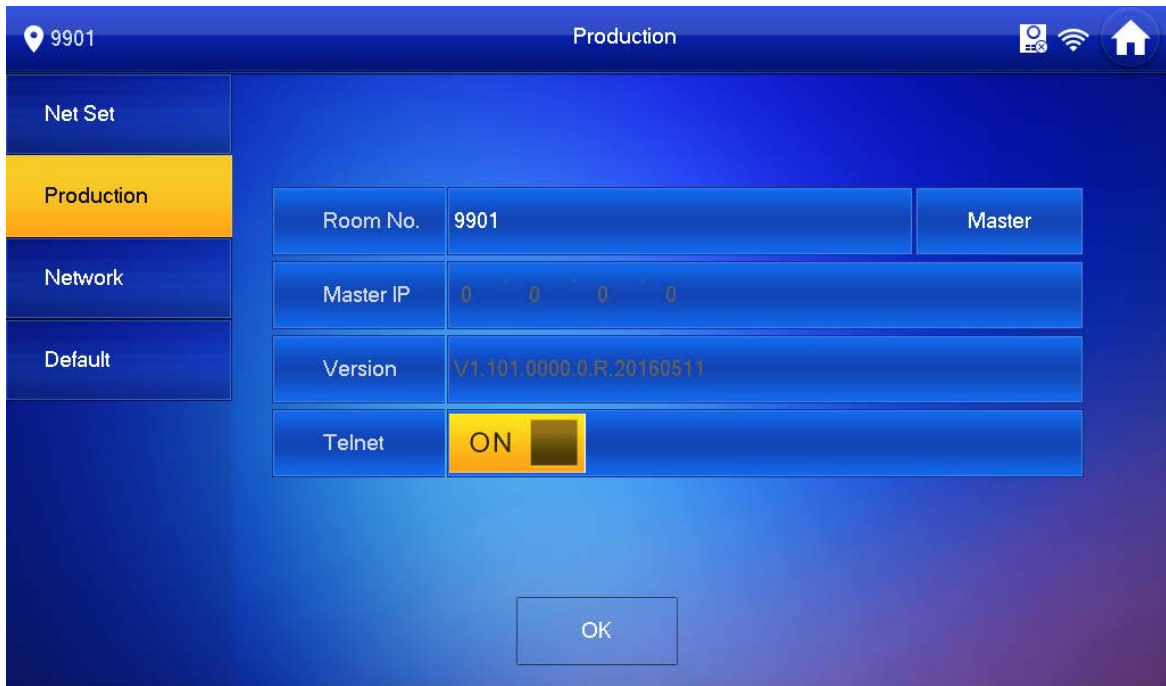 9901
Production
Net Set
Production
Network
Default
Room No. 9901 Master
Master IP 0 . 0 . 0 . 0
Version V1.101.0000.0.R.20160511
Telnet ON
OK